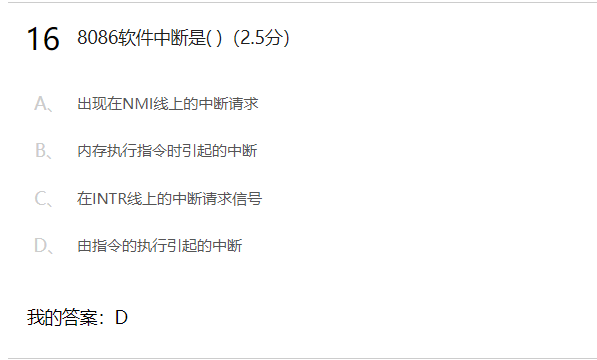 16 8086软件中断是( )（2.5分）
A、 出现在NMI线上的中断请求
B、 内存执行指令时引起的中断
C、 在INTR线上的中断请求信号
D、 由指令的执行引起的中断
我的答案：D